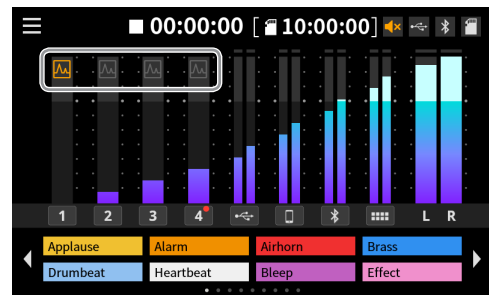 00:00:00 [ 10:00:00]
1 2 3 4 L R
Applause Alarm Airhorn Brass
Drumbeat Heartbeat Bleep Effect